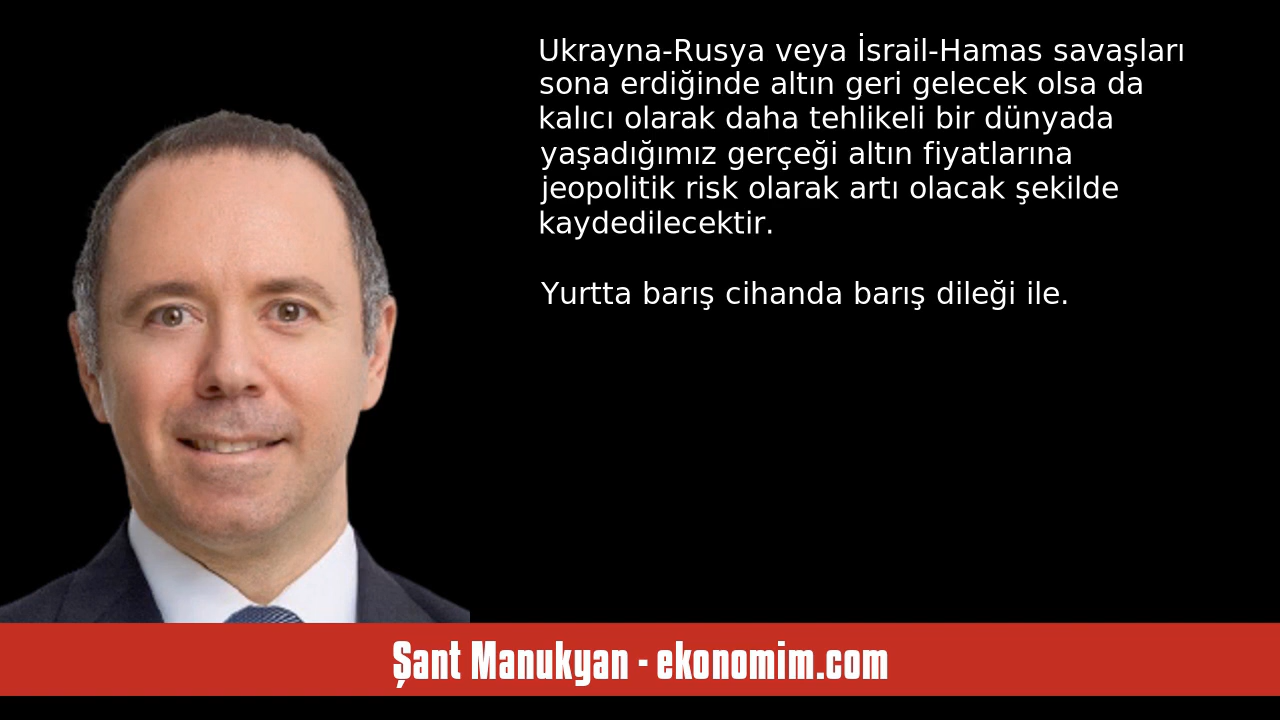 Ukrayna-Rusya veya İsrail-Hamas savaşları
sona erdiğinde altın geri gelecek olsa da
kalıcı olarak daha tehlikeli bir dünyada
yaşadığımız gerçeği altın fiyatlarına
jeopolitik risk olarak artı olacak şekilde
kaydedilecektir.
Yurtta barış cihanda barış dileği ile.
Şant Manukyan - ekonomim.com